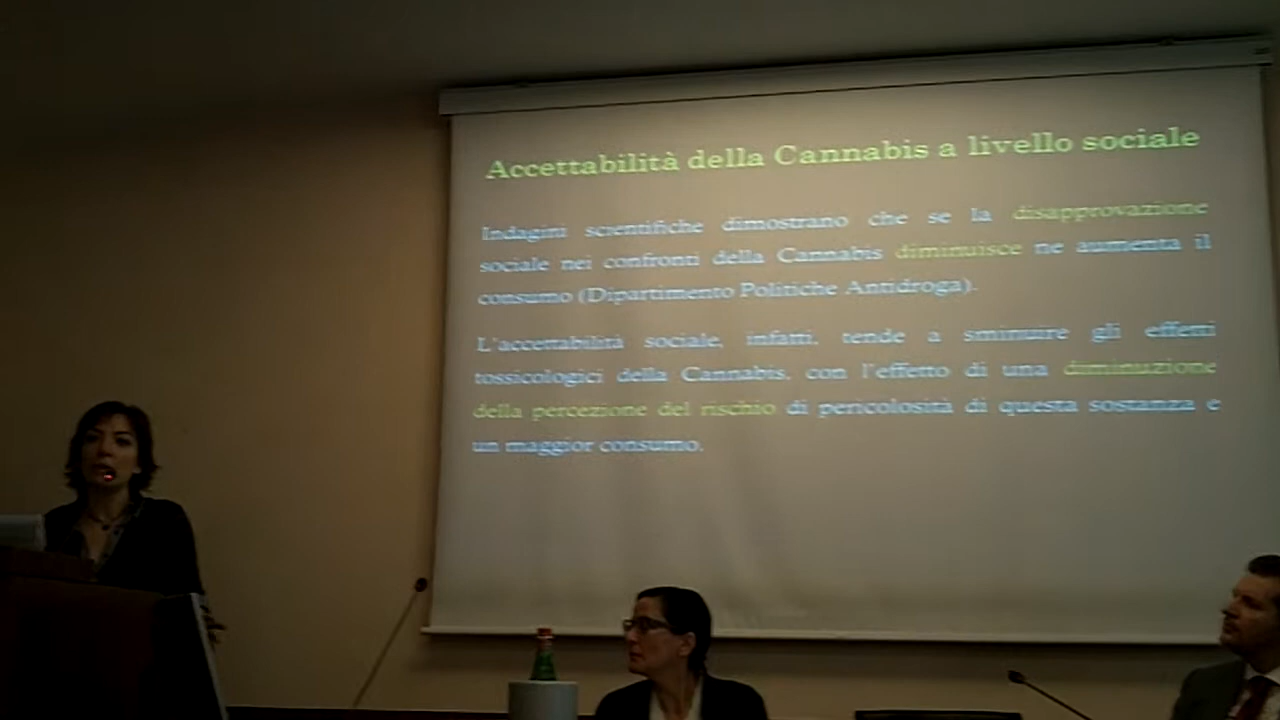 Accettabilità della Cannabis a livello sociale
Indagini scientifiche dimostrano che se la disapprovazione
sociale nei confronti della Cannabis diminuisce ne aumenta il
consumo (Dipartimento Politiche Antidroga).
L'accettabilità sociale, infatti, tende a sminuire gli effetti
tossicologici della Cannabis, con l'effetto di una diminuzione
della percezione del rischio di pericolosità di questa sostanza e
un maggior consumo.